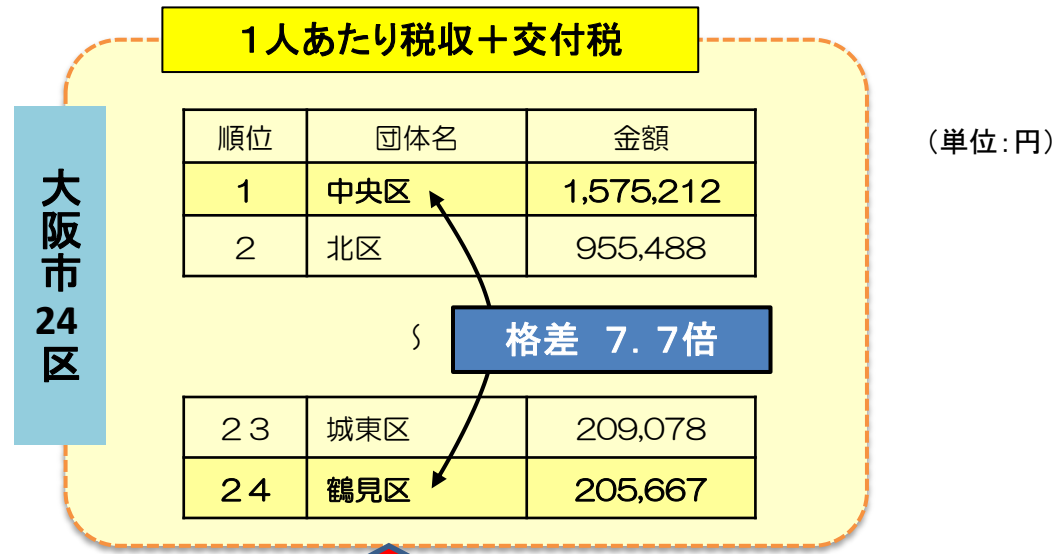 1人あたり税収＋交付税
（単位：円）
大阪市24区
順位 団体名 金額
1 中央区 1,575,212
2 北区 955,488
～
格差 7．7倍
23 城東区 209,078
24 鶴見区 205,667